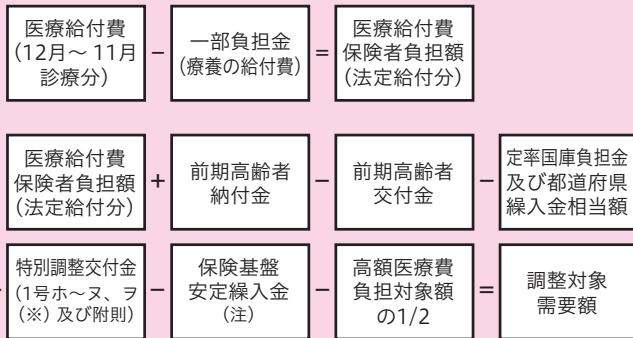 医療給付費
(12月～11月
診療分)
−
一部負担金
(療養の給付費)
=
医療給付費
保険者負担額
(法定給付分)
医療給付費
保険者負担額
(法定給付分)
+
前期高齢者
納付金
−
前期高齢者
交付金
−
定率国庫負担金
及び都道府県
繰入金相当額
特別調整交付金
(1号ホ～ヌ、ヲ
(※) 及び附則)
−
保険基盤
安定繰入金
(注)
−
高額医療費
負担対象額
の1/2
=
調整対象
需要額